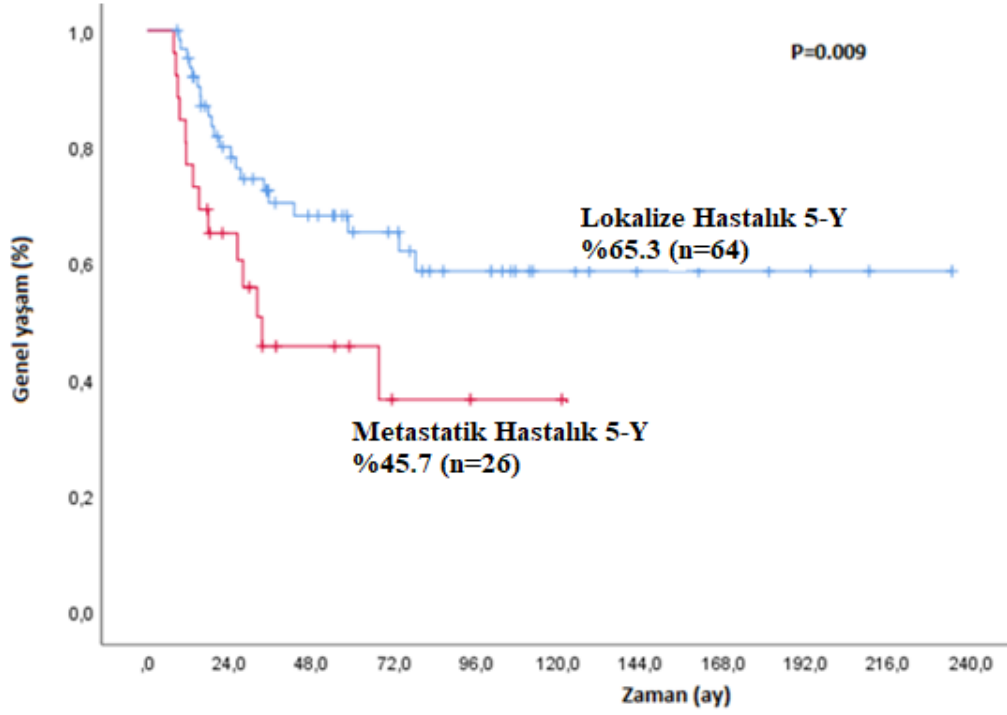 P=0.009
Lokalize Hastalık 5-Y
%65.3 (n=64)
Metastatik Hastalık 5-Y
%45.7 (n=26)
Genel yaşam (%)
1,0
0,8
0,6
0,4
0,2
0,0
,0 24,0 48,0 72,0 96,0 120,0 144,0 168,0 192,0 216,0 240,0
Zaman (ay)